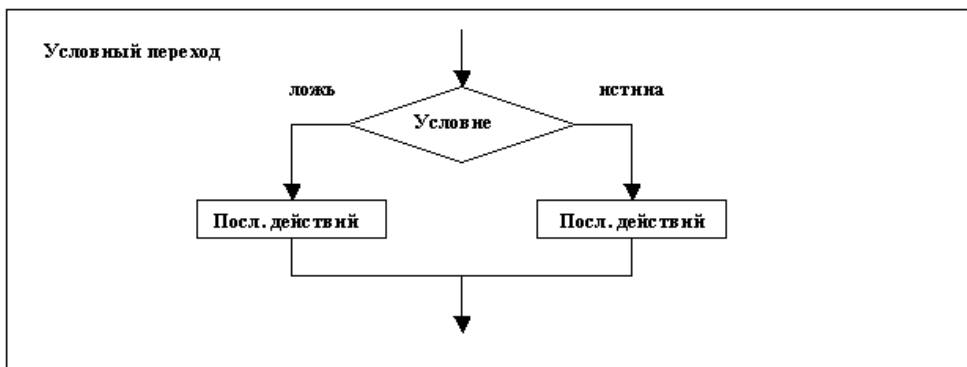 Условный переход
ложь
истина
Условие
Посл. действий
Посл. действий